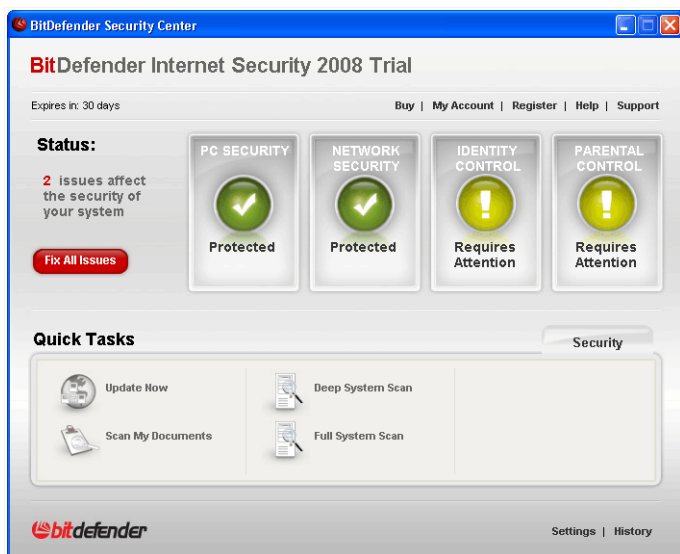 BitDefender Security Center
BitDefender Internet Security 2008 Trial
Expires in: 30 days
Buy | My Account | Register | Help | Support
Status:
2 issues affect
the security of
your system
Fix All Issues
PC SECURITY
Protected
NETWORK
SECURITY
Protected
IDENTITY
CONTROL
Requires
Attention
PARENTAL
CONTROL
Requires
Attention
Quick Tasks
Security
Update Now
Deep System Scan
Scan My Documents
Full System Scan
bitdefender
Settings | History